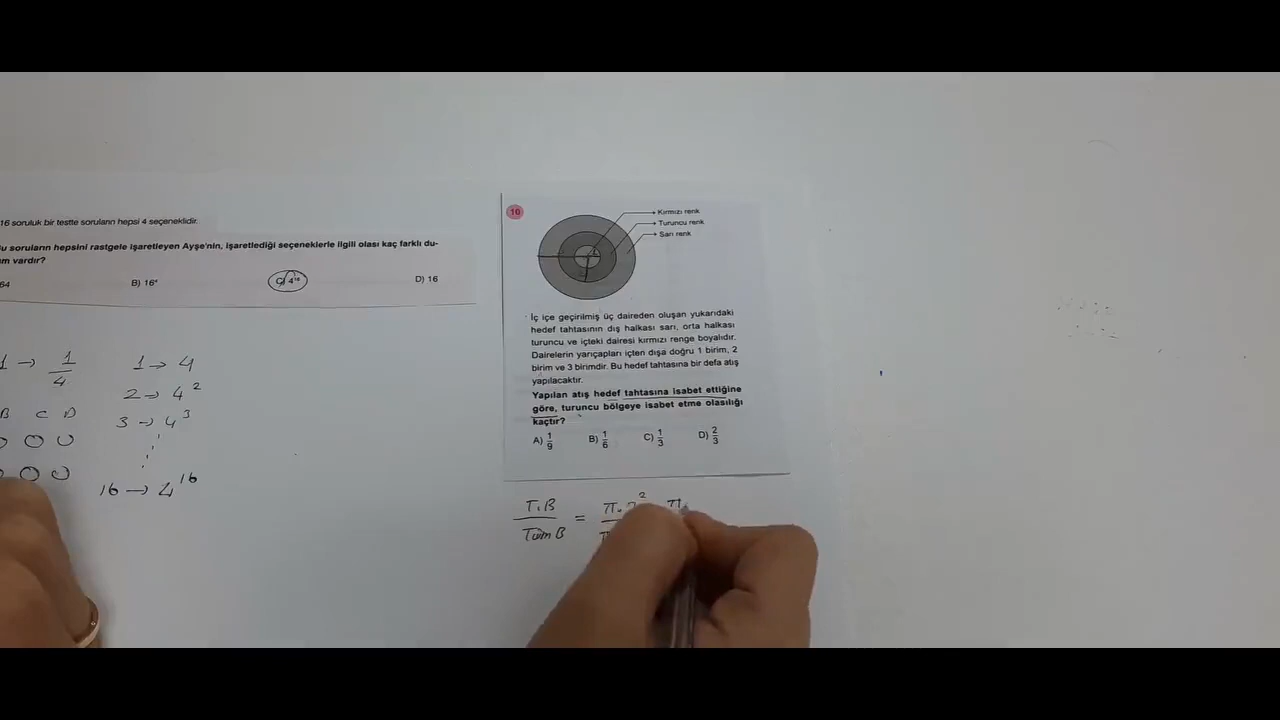 16 soruluk bir testte soruların hepsi 4 seçeneklidir.
u soruların hepsini rastgele işaretleyen Ayşe'nin, işaretlediği seçeneklerle ilgili olası kaç farklı du-
m vardır?
64
B) 16⁴
C) 4¹⁶
D) 16
1 → 1/4
B C D
1 → 4
2 → 4²
3 → 4³
16 → 4¹⁶
10
Kırmızı renk
Turuncu renk
Sarı renk
İç içe geçirilmiş üç daireden oluşan yukarıdaki
hedef tahtasının dış halkası sarı, orta halkası
turuncu ve içteki dairesi kırmızı renge boyalıdır.
Dairelerin yarıçapları içten dışa doğru 1 birim, 2
birim ve 3 birimdir. Bu hedef tahtasına bir defa atış
yapılacaktır.
Yapılan atış hedef tahtasına isabet ettiğine
göre, turuncu bölgeye isabet etme olasılığı
kaçtır?
A) 1/9
B) 1/6
C) 1/3
D) 2/3
T.B
Tüm B
=
π. 2²
π
π